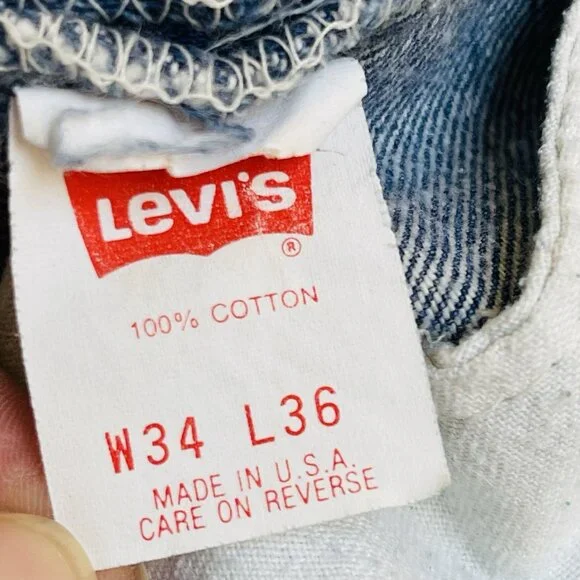 Levi's
®
100% COTTON
W34 L36
MADE IN U.S.A.
CARE ON REVERSE